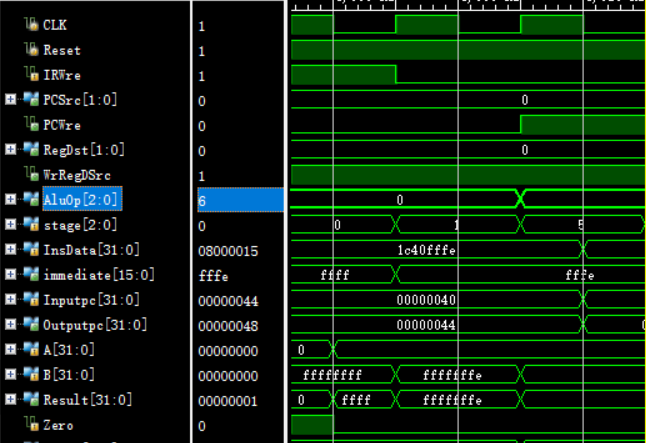 CLK 1
Reset 1
IRWre 1
PCSrc[1:0] 0 0
PCWre 0
RegDst[1:0] 0 0
WrRegDSrc 1
AluOp[2:0] 6 0
stage[2:0] 0 0 1 5
InsData[31:0] 08000015 1c40fffe
immediate[15:0] fffe ffff fffe
Inputpc[31:0] 00000044 00000040
Outputpc[31:0] 00000048 00000044
A[31:0] 00000000 0
B[31:0] 00000000 ffffffff fffffffe
Result[31:0] 00000001 0 ffff fffffffe
Zero 0